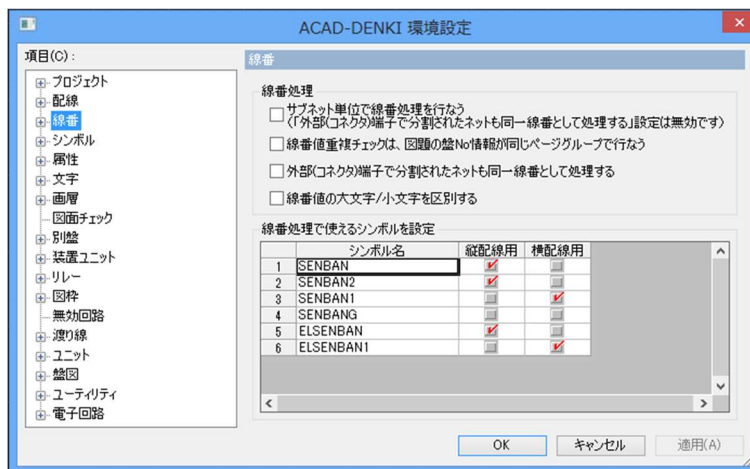 ACAD-DENKI 環境設定
項目(C):
プロジェクト
配線
線番
シンボル
属性
文字
画層
図面チェック
別盤
装置ユニット
リレー
図枠
無効回路
渡り線
ユニット
盤図
ユーティリティ
電子回路
線番
線番処理
サブネット単位で線番処理を行なう
(「外部(コネクタ)端子で分割されたネットも同一線番として処理する」設定は無効です)
線番値重複チェックは、図題の盤No情報が同じページグループで行なう
外部(コネクタ)端子で分割されたネットも同一線番として処理する
線番値の大文字/小文字を区別する
線番処理で使えるシンボルを設定
シンボル名 縦配線用 横配線用
1 SENBAN
2 SENBAN2
3 SENBAN1
4 SENBANG
5 ELSENBAN
6 ELSENBAN1
OK キャンセル 適用(A)